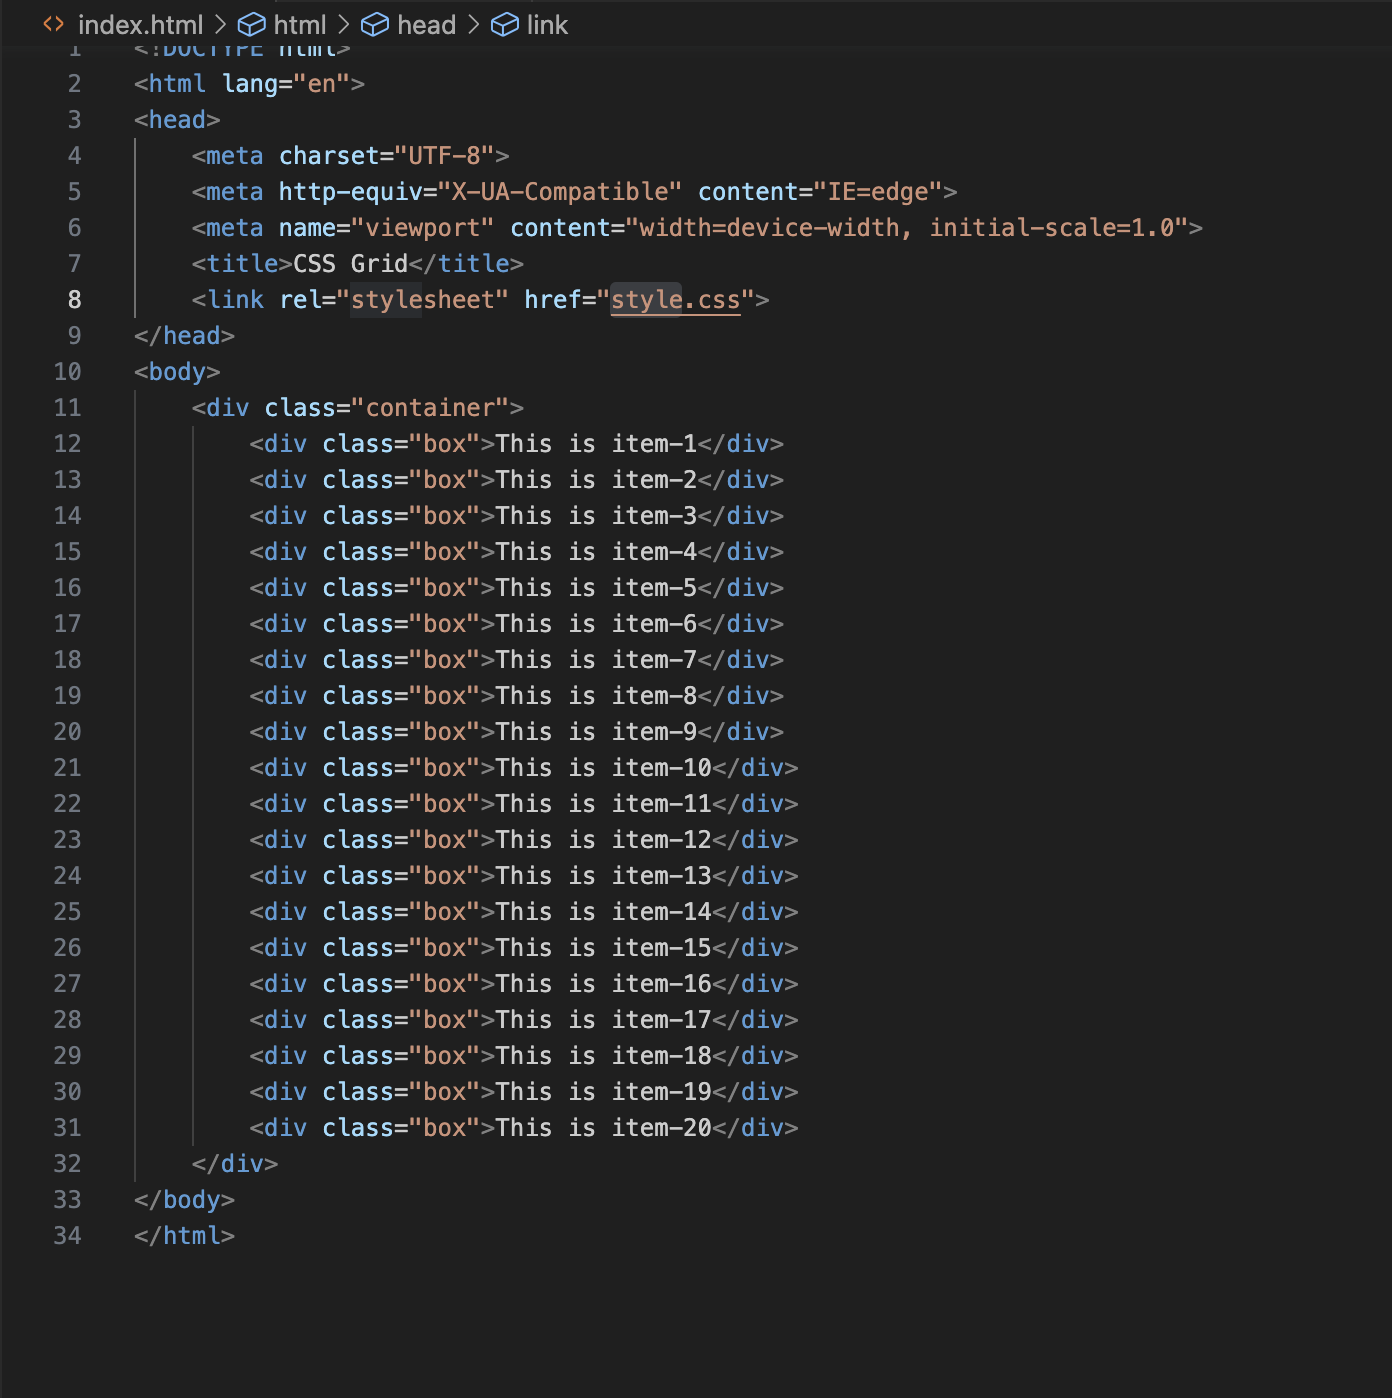 index.html > html > head > link
1 <!DOCTYPE html>
2 <html lang="en">
3 <head>
4     <meta charset="UTF-8">
5     <meta http-equiv="X-UA-Compatible" content="IE=edge">
6     <meta name="viewport" content="width=device-width, initial-scale=1.0">
7     <title>CSS Grid</title>
8     <link rel="stylesheet" href="style.css">
9 </head>
10 <body>
11     <div class="container">
12         <div class="box">This is item-1</div>
13         <div class="box">This is item-2</div>
14         <div class="box">This is item-3</div>
15         <div class="box">This is item-4</div>
16         <div class="box">This is item-5</div>
17         <div class="box">This is item-6</div>
18         <div class="box">This is item-7</div>
19         <div class="box">This is item-8</div>
20         <div class="box">This is item-9</div>
21         <div class="box">This is item-10</div>
22         <div class="box">This is item-11</div>
23         <div class="box">This is item-12</div>
24         <div class="box">This is item-13</div>
25         <div class="box">This is item-14</div>
26         <div class="box">This is item-15</div>
27         <div class="box">This is item-16</div>
28         <div class="box">This is item-17</div>
29         <div class="box">This is item-18</div>
30         <div class="box">This is item-19</div>
31         <div class="box">This is item-20</div>
32     </div>
33 </body>
34 </html>